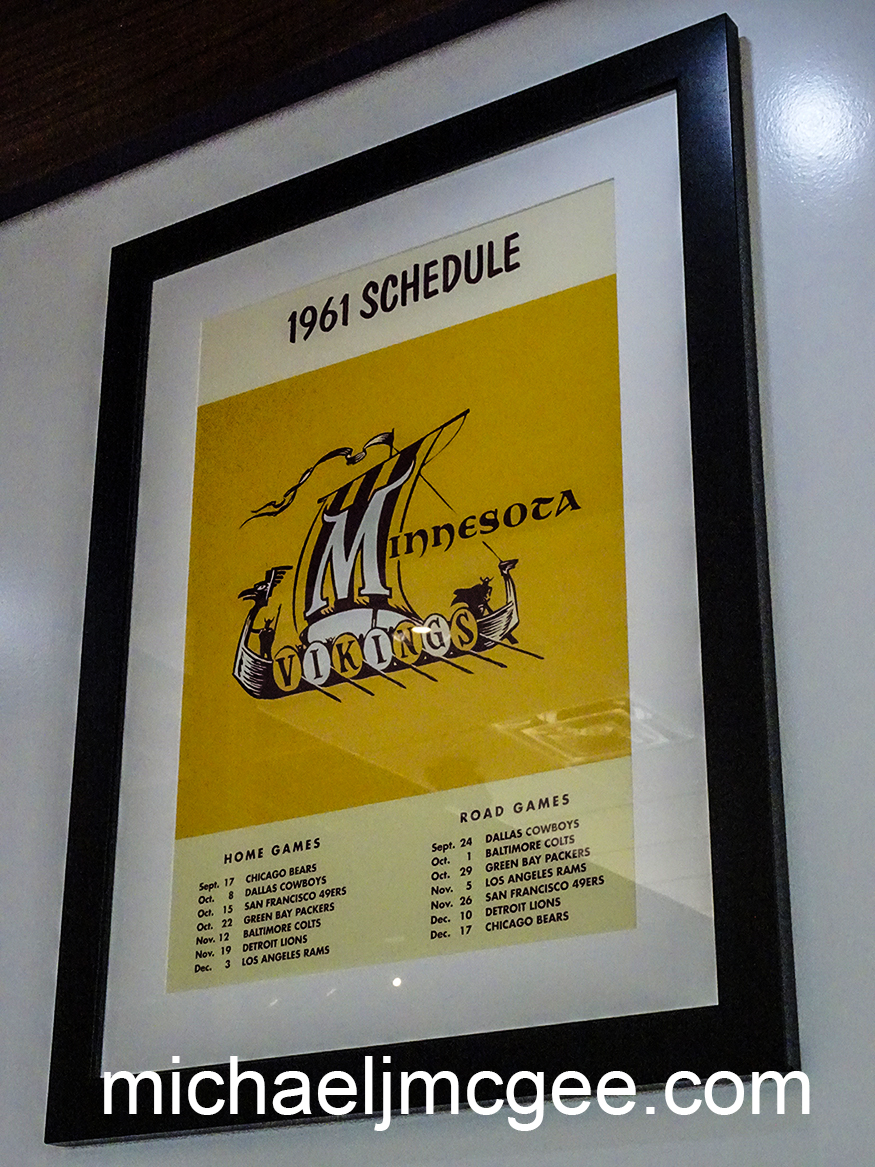 1961 SCHEDULE
MINNESOTA
VIKINGS
HOME GAMES
Sept. 17 CHICAGO BEARS
Oct. 8 DALLAS COWBOYS
Oct. 15 SAN FRANCISCO 49ERS
Oct. 22 GREEN BAY PACKERS
Nov. 12 BALTIMORE COLTS
Nov. 19 DETROIT LIONS
Dec. 3 LOS ANGELES RAMS
ROAD GAMES
Sept. 24 DALLAS COWBOYS
Oct. 1 BALTIMORE COLTS
Oct. 29 GREEN BAY PACKERS
Nov. 5 LOS ANGELES RAMS
Nov. 26 SAN FRANCISCO 49ERS
Dec. 10 DETROIT LIONS
Dec. 17 CHICAGO BEARS
michaeljmcgee.com